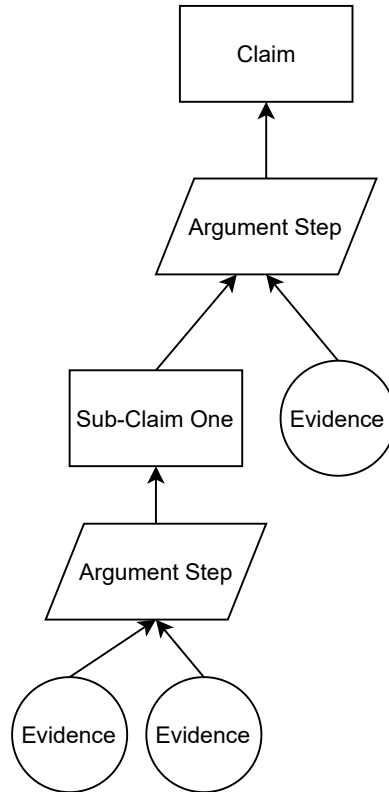 Claim
Argument Step
Sub-Claim One
Evidence
Argument Step
Evidence
Evidence